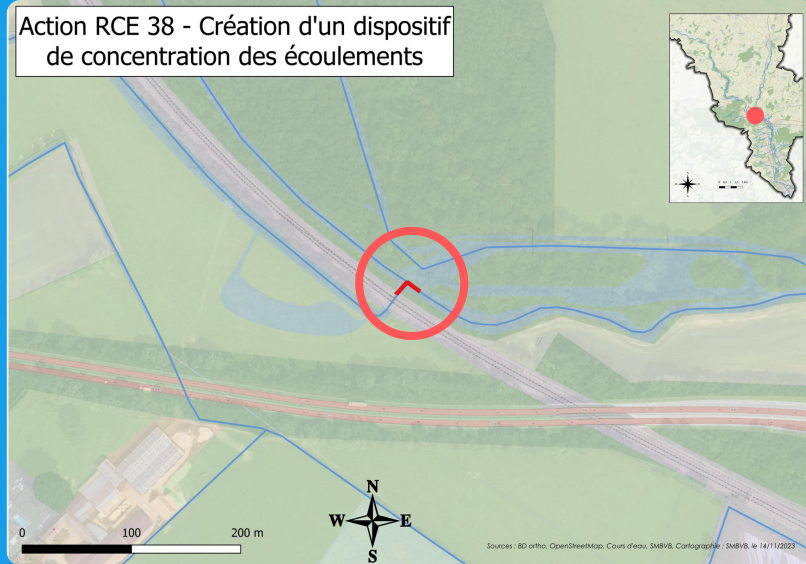 Action RCE 38 - Création d'un dispositif
de concentration des écoulements
N
W E
S
0 100 200 m
Sources : BD ortho, OpenStreetMap, Cours d'eau, SMBVB, Cartographie : SMBVB, le 14/11/2023